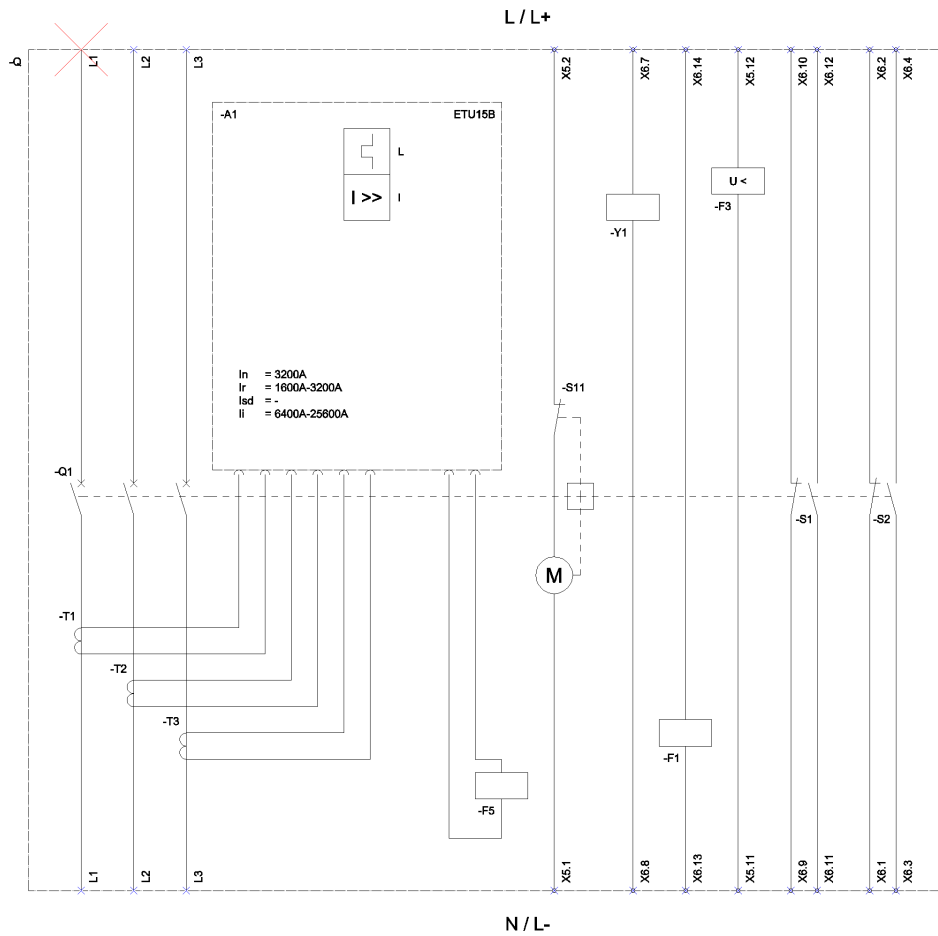 L / L+
-Q
L1
L2
L3
X5.2
X6.7
X6.14
X5.12
X6.10
X6.12
X6.2
X6.4
-A1
ETU15B
L
I >>
I
U <
-F3
-Y1
In = 3200A
Ir = 1600A-3200A
Isd = -
Ii = 6400A-25600A
-S11
-Q1
-S1
-S2
M
-T1
-T2
-T3
-F1
-F5
L1
L2
L3
X5.1
X6.8
X6.13
X5.11
X6.9
X6.11
X6.1
X6.3
N / L-